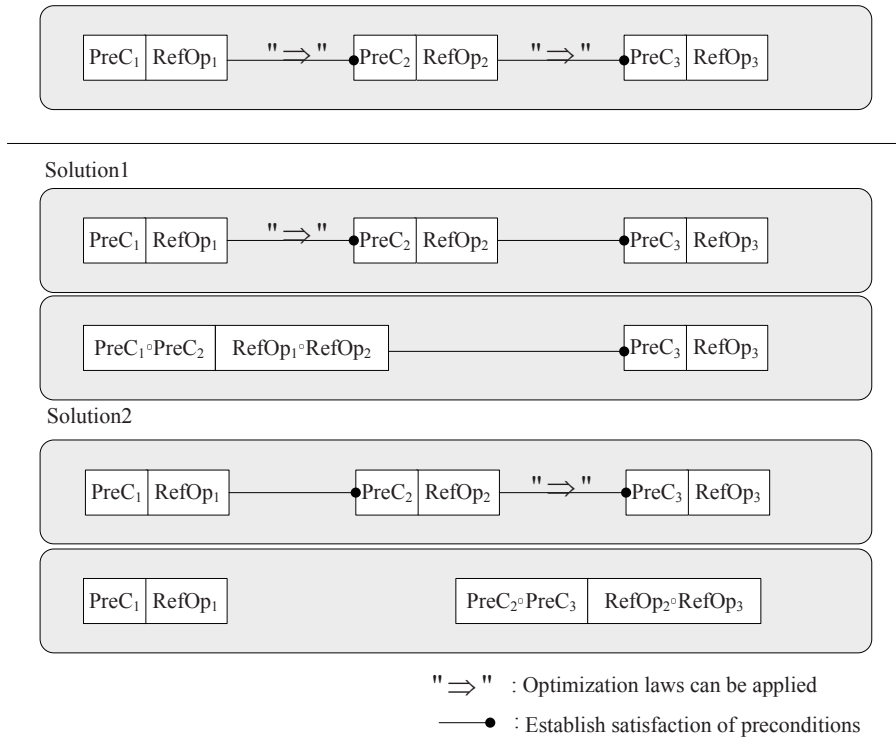 PreC₁ RefOp₁ "⇒" PreC₂ RefOp₂ "⇒" PreC₃ RefOp₃
Solution1
PreC₁ RefOp₁ "⇒" PreC₂ RefOp₂ PreC₃ RefOp₃
PreC₁▫PreC₂ RefOp₁▫RefOp₂ PreC₃ RefOp₃
Solution2
PreC₁ RefOp₁ PreC₂ RefOp₂ "⇒" PreC₃ RefOp₃
PreC₁ RefOp₁ PreC₂▫PreC₃ RefOp₂▫RefOp₃
"⇒" : Optimization laws can be applied
: Establish satisfaction of preconditions